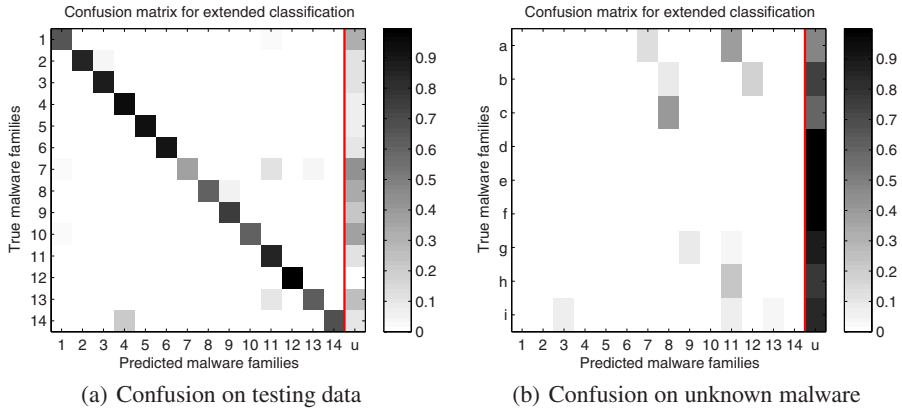 Confusion matrix for extended classification
True malware families
1
2
3
4
5
6
7
8
9
10
11
12
13
14
1 2 3 4 5 6 7 8 9 10 11 12 13 14 u
Predicted malware families
0.9
0.8
0.7
0.6
0.5
0.4
0.3
0.2
0.1
0
(a) Confusion on testing data
Confusion matrix for extended classification
True malware families
a
b
c
d
e
f
g
h
i
1 2 3 4 5 6 7 8 9 10 11 12 13 14 u
Predicted malware families
0.9
0.8
0.7
0.6
0.5
0.4
0.3
0.2
0.1
0
(b) Confusion on unknown malware